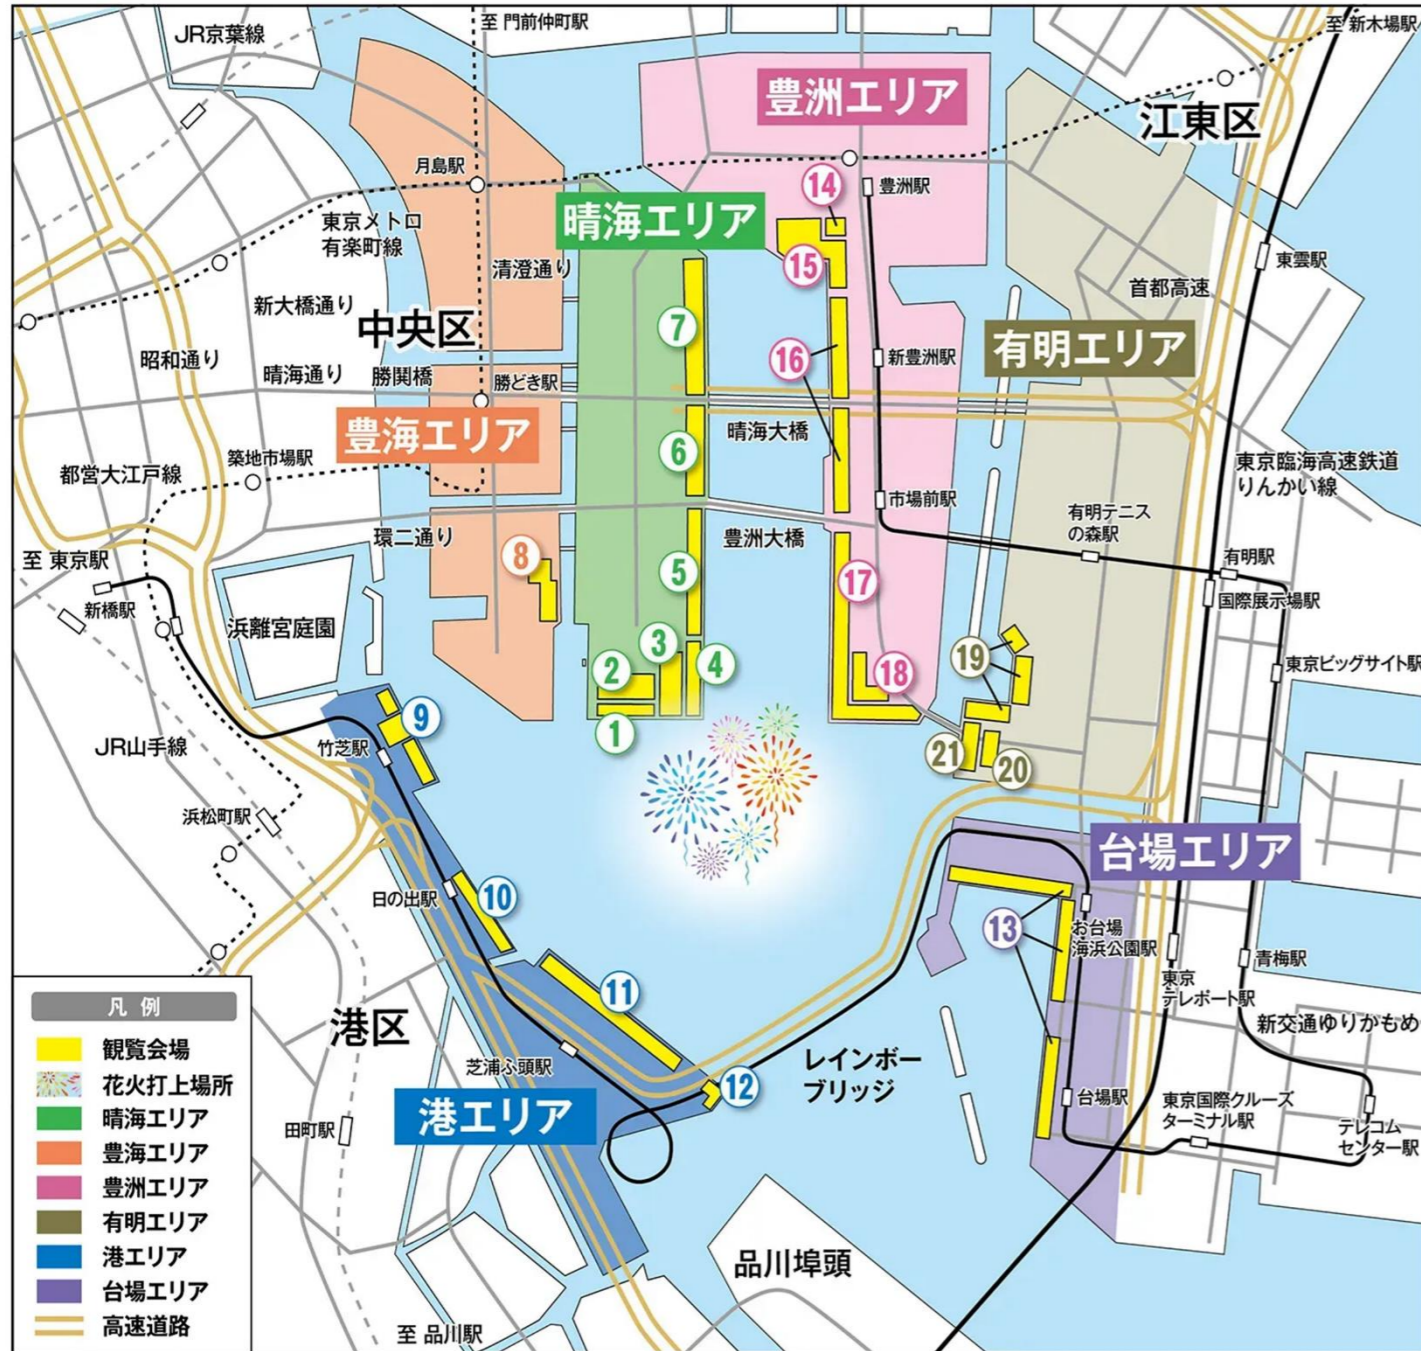 JR京葉線
至 門前仲町駅
至 新木場駅
豊洲エリア
江東区
月島駅
14
豊洲駅
東京メトロ
有楽町線
晴海エリア
清澄通り
15
東雲駅
新大橋通り
首都高速
中央区
7
昭和通り
16
新豊洲駅
有明エリア
晴海通り
勝関橋
勝どき駅
豊海エリア
晴海大橋
6
築地市場駅
都営大江戸線
東京臨海高速鉄道
りんかい線
市場前駅
有明テニス
の森駅
環二通り
豊洲大橋
至 東京駅
8
有明駅
5
17
新橋駅
国際展示場駅
浜離宮庭園
3
19
東京ビッグサイト駅
2
4
18
9
1
JR山手線
竹芝駅
21
20
浜松町駅
台場エリア
日の出駅
10
13
お台場
海浜公園駅
青梅駅
東京
テレポート駅
11
港区
新交通ゆりかもめ
芝浦ふ頭駅
12
レインボー
ブリッジ
港エリア
台場駅
東京国際クルーズ
ターミナル駅
田町駅
テレコム
センター駅
品川埠頭
至 品川駅
凡例
観覧会場
花火打上場所
晴海エリア
豊海エリア
豊洲エリア
有明エリア
港エリア
台場エリア
高速道路